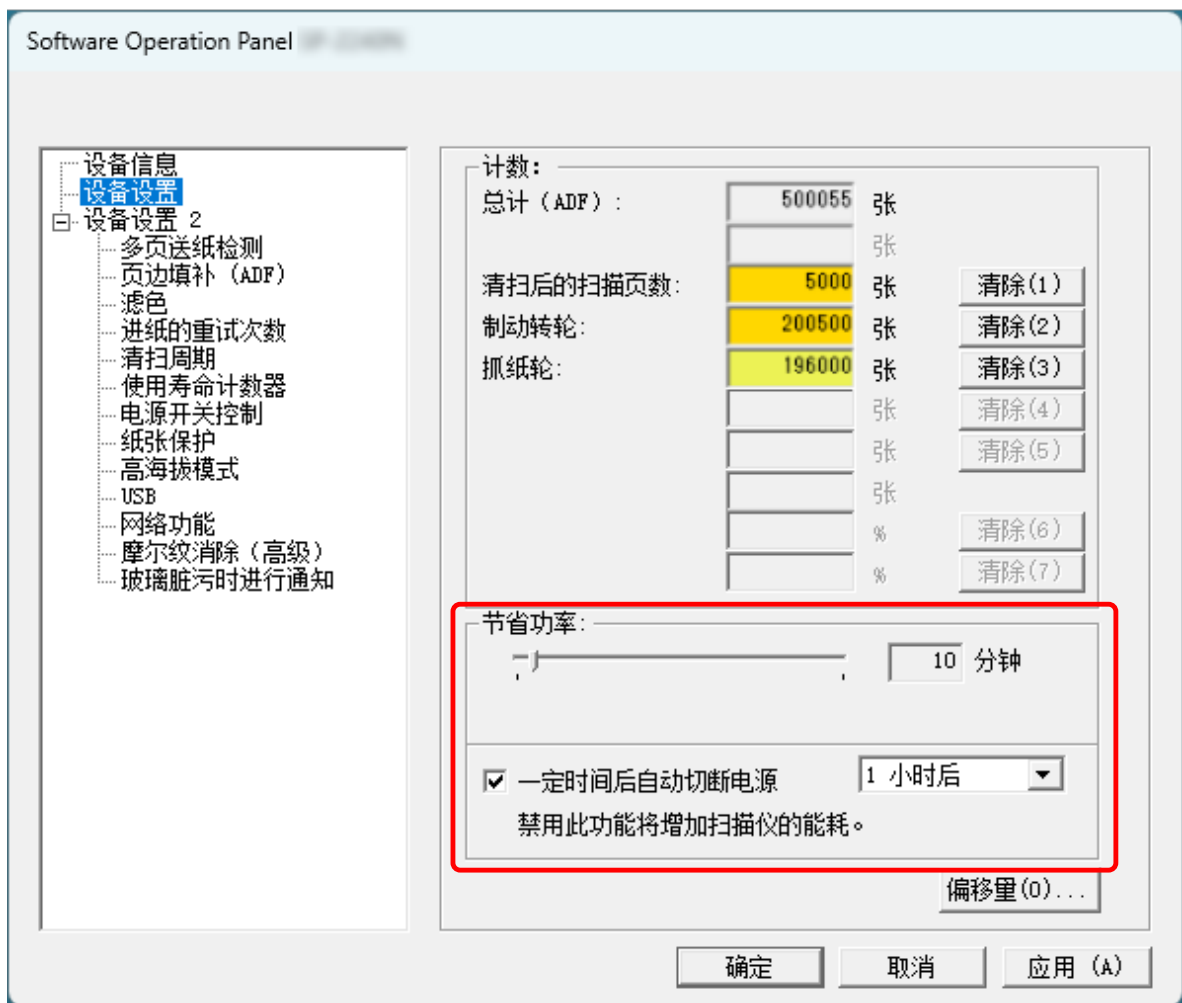 Software Operation Panel
设备信息
设备设置
设备设置 2
多页送纸检测
页边填补（ADF）
滤色
进纸的重试次数
清扫周期
使用寿命计数器
电源开关控制
纸张保护
高海拔模式
USB
网络功能
摩尔纹消除（高级）
玻璃脏污时进行通知
计数:
总计（ADF）: 500055 张
张
清扫后的扫描页数: 5000 张 清除(1)
制动转轮: 200500 张 清除(2)
抓纸轮: 196000 张 清除(3)
张 清除(4)
张 清除(5)
张
% 清除(6)
% 清除(7)
节省功率:
10 分钟
一定时间后自动切断电源 1 小时后
禁用此功能将增加扫描仪的能耗。
偏移量(O)...
确定 取消 应用 (A)